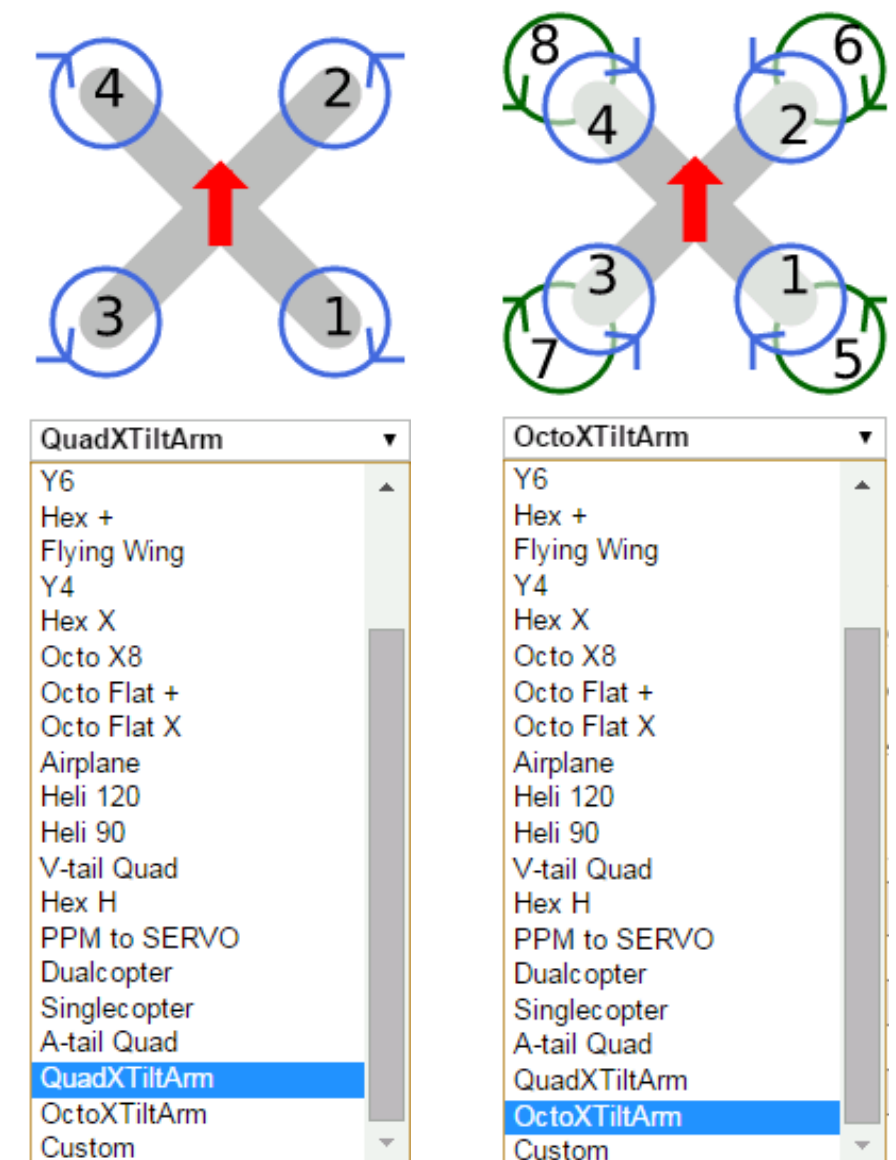 4 2
3 1
QuadXTiltArm
Y6
Hex +
Flying Wing
Y4
Hex X
Octo X8
Octo Flat +
Octo Flat X
Airplane
Heli 120
Heli 90
V-tail Quad
Hex H
PPM to SERVO
Dualcopter
Singlecopter
A-tail Quad
QuadXTiltArm
OctoXTiltArm
Custom
8 6
4 2
3 1
7 5
OctoXTiltArm
Y6
Hex +
Flying Wing
Y4
Hex X
Octo X8
Octo Flat +
Octo Flat X
Airplane
Heli 120
Heli 90
V-tail Quad
Hex H
PPM to SERVO
Dualcopter
Singlecopter
A-tail Quad
QuadXTiltArm
OctoXTiltArm
Custom